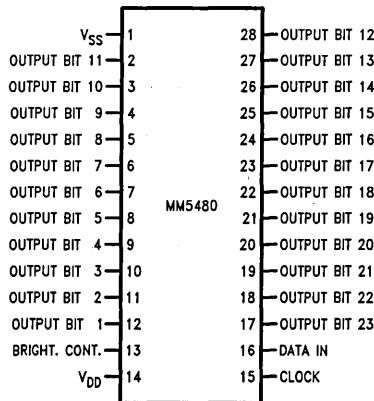 V_SS 1 28 OUTPUT BIT 12
OUTPUT BIT 11 2 27 OUTPUT BIT 13
OUTPUT BIT 10 3 26 OUTPUT BIT 14
OUTPUT BIT 9 4 25 OUTPUT BIT 15
OUTPUT BIT 8 5 24 OUTPUT BIT 16
OUTPUT BIT 7 6 23 OUTPUT BIT 17
OUTPUT BIT 6 7 22 OUTPUT BIT 18
MM5480
OUTPUT BIT 5 8 21 OUTPUT BIT 19
OUTPUT BIT 4 9 20 OUTPUT BIT 20
OUTPUT BIT 3 10 19 OUTPUT BIT 21
OUTPUT BIT 2 11 18 OUTPUT BIT 22
OUTPUT BIT 1 12 17 OUTPUT BIT 23
BRIGHT. CONT. 13 16 DATA IN
V_DD 14 15 CLOCK